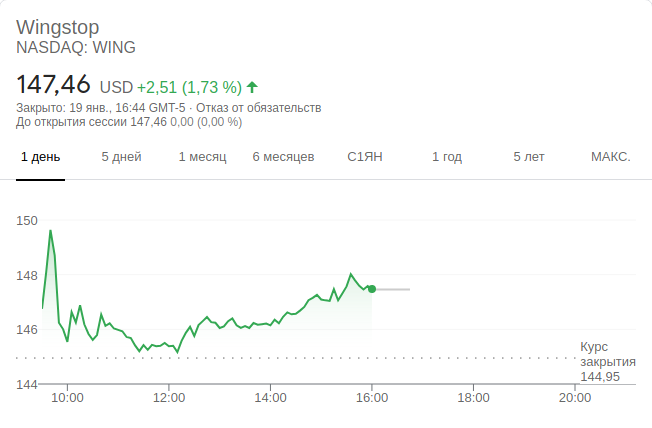 Wingstop
NASDAQ: WING
147,46 USD +2,51 (1,73 %)
Закрыто: 19 янв., 16:44 GMT-5 · Отказ от обязательств
До открытия сессии 147,46 0,00 (0,00 %)
1 день 5 дней 1 месяц 6 месяцев С1ЯН 1 год 5 лет МАКС.
150
148
146
Курс
закрытия
144,95
144
10:00 12:00 14:00 16:00 18:00 20:00